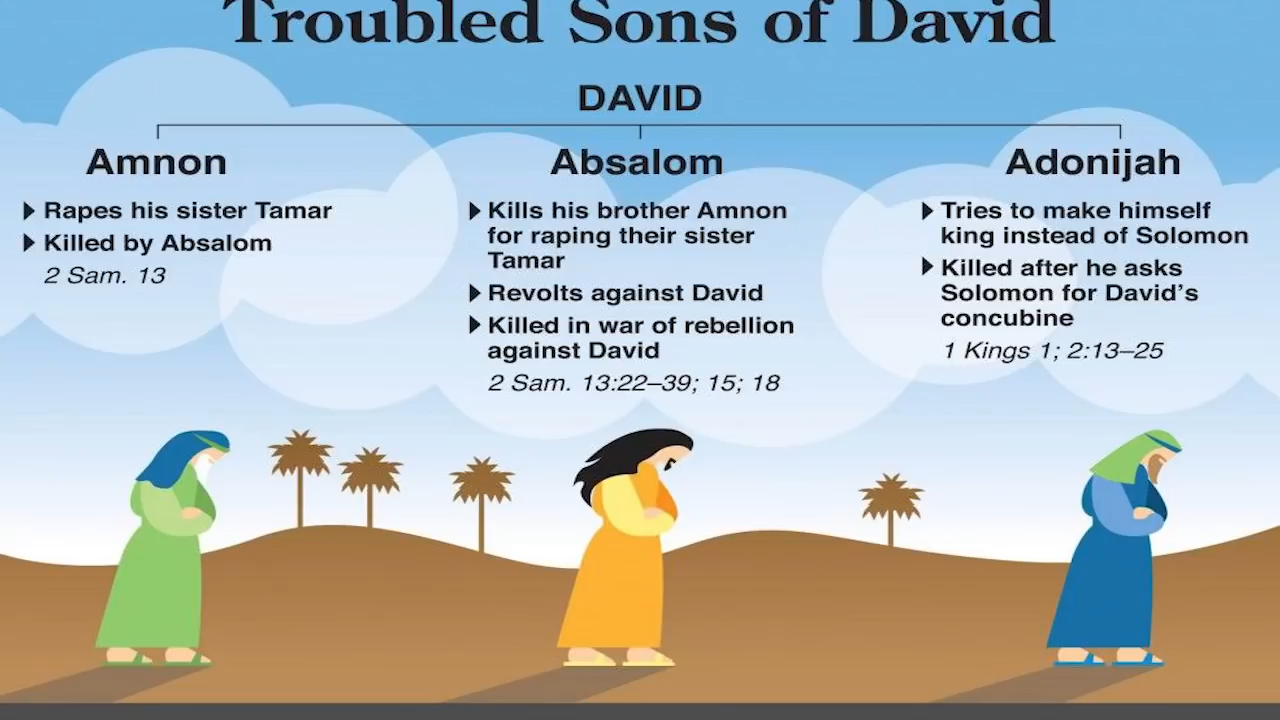 Troubled Sons of David
DAVID
Amnon
Rapes his sister Tamar
Killed by Absalom
2 Sam. 13
Absalom
Kills his brother Amnon
for raping their sister
Tamar
Revolts against David
Killed in war of rebellion
against David
2 Sam. 13:22–39; 15; 18
Adonijah
Tries to make himself
king instead of Solomon
Killed after he asks
Solomon for David’s
concubine
1 Kings 1; 2:13–25